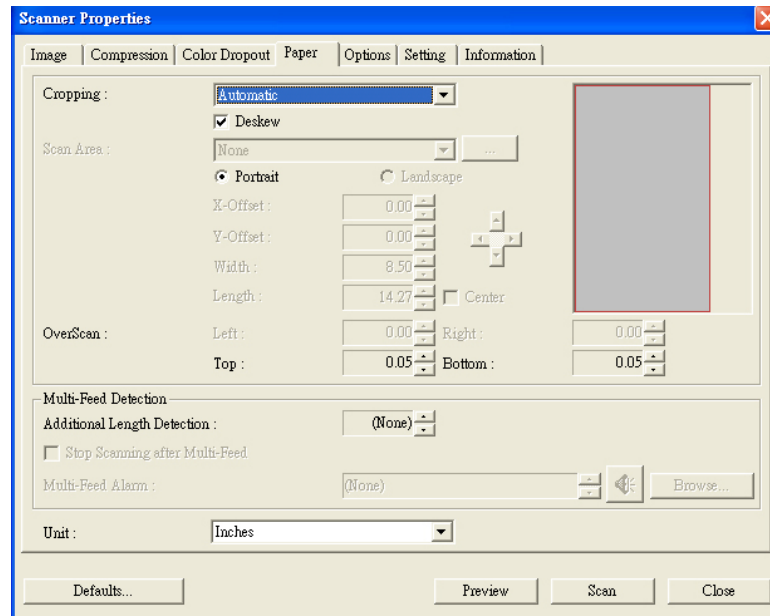 Scanner Properties
Image Compression Color Dropout Paper Options Setting Information
Cropping : Automatic
Deskew
Scan Area : None ...
Portrait Landscape
X-Offset : 0.00
Y-Offset : 0.00
Width : 8.50
Length : 14.27 Center
OverScan : Left : 0.00 Right : 0.00
Top : 0.05 Bottom : 0.05
Multi-Feed Detection
Additional Length Detection : (None)
Stop Scanning after Multi-Feed
Multi-Feed Alarm : (None) Browse...
Unit : Inches
Defaults... Preview Scan Close